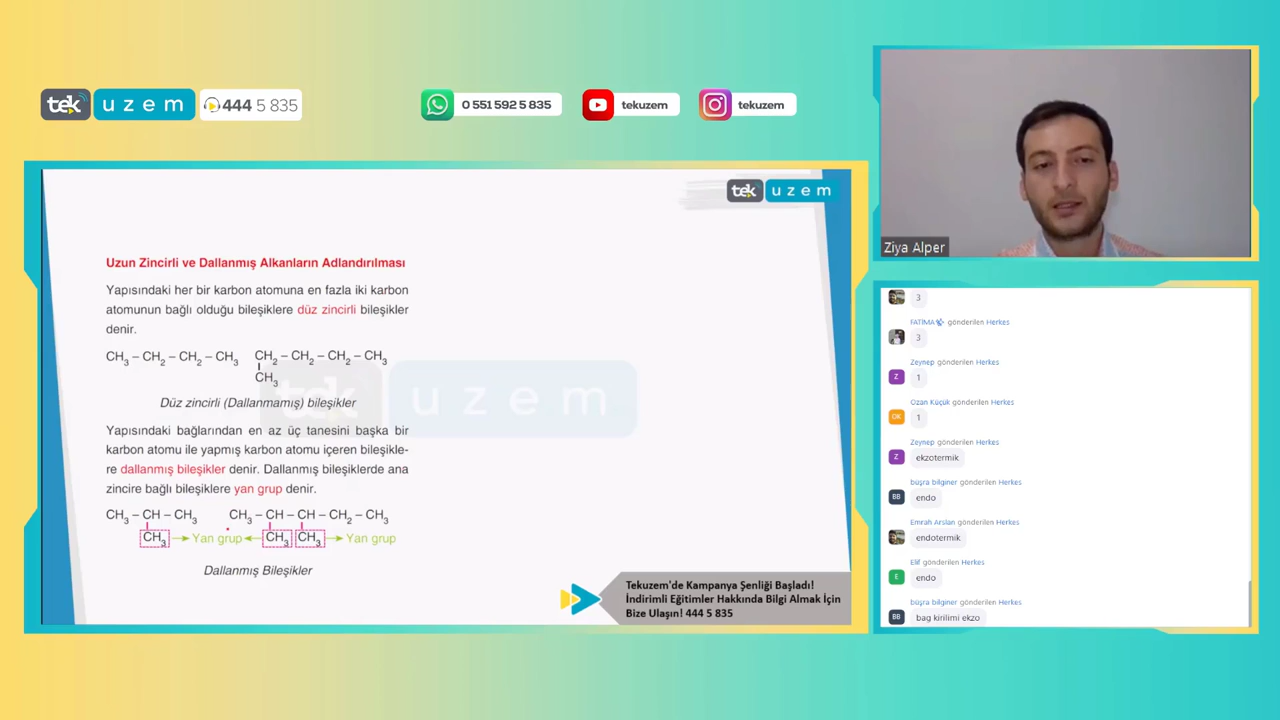 tek uzem 444 5 835
0 551 592 5 835
tekuzem
tekuzem
tek uzem
Uzun Zincirli ve Dallanmış Alkanların Adlandırılması
Yapısındaki her bir karbon atomuna en fazla iki karbon
atomunun bağlı olduğu bileşiklere düz zincirli bileşikler
denir.
CH₃ – CH₂ – CH₂ – CH₃ CH₂ – CH₂ – CH₂ – CH₃
CH₃
tek uzem
Düz zincirli (Dallanmamış) bileşikler
Yapısındaki bağlarından en az üç tanesini başka bir
karbon atomu ile yapmış karbon atomu içeren bileşikle-
re dallanmış bileşikler denir. Dallanmış bileşiklerde ana
zincire bağlı bileşiklere yan grup denir.
CH₃ – CH – CH₃ CH₃ – CH – CH – CH₂ – CH₃
CH₃ → Yan grup ← CH₃ CH₃ → Yan grup
Dallanmış Bileşikler
Tekuzem'de Kampanya Şenliği Başladı!
İndirimli Eğitimler Hakkında Bilgi Almak İçin
Bize Ulaşın! 444 5 835
Ziya Alper
3
FATİMA gönderilen Herkes
3
Zeynep gönderilen Herkes
Z 1
Ozan Küçük gönderilen Herkes
OK 1
Zeynep gönderilen Herkes
Z ekzotermik
büşra bilginer gönderilen Herkes
BB endo
Emrah Arslan gönderilen Herkes
endotermik
Elif gönderilen Herkes
E endo
büşra bilginer gönderilen Herkes
BB bag kirilimi ekzo